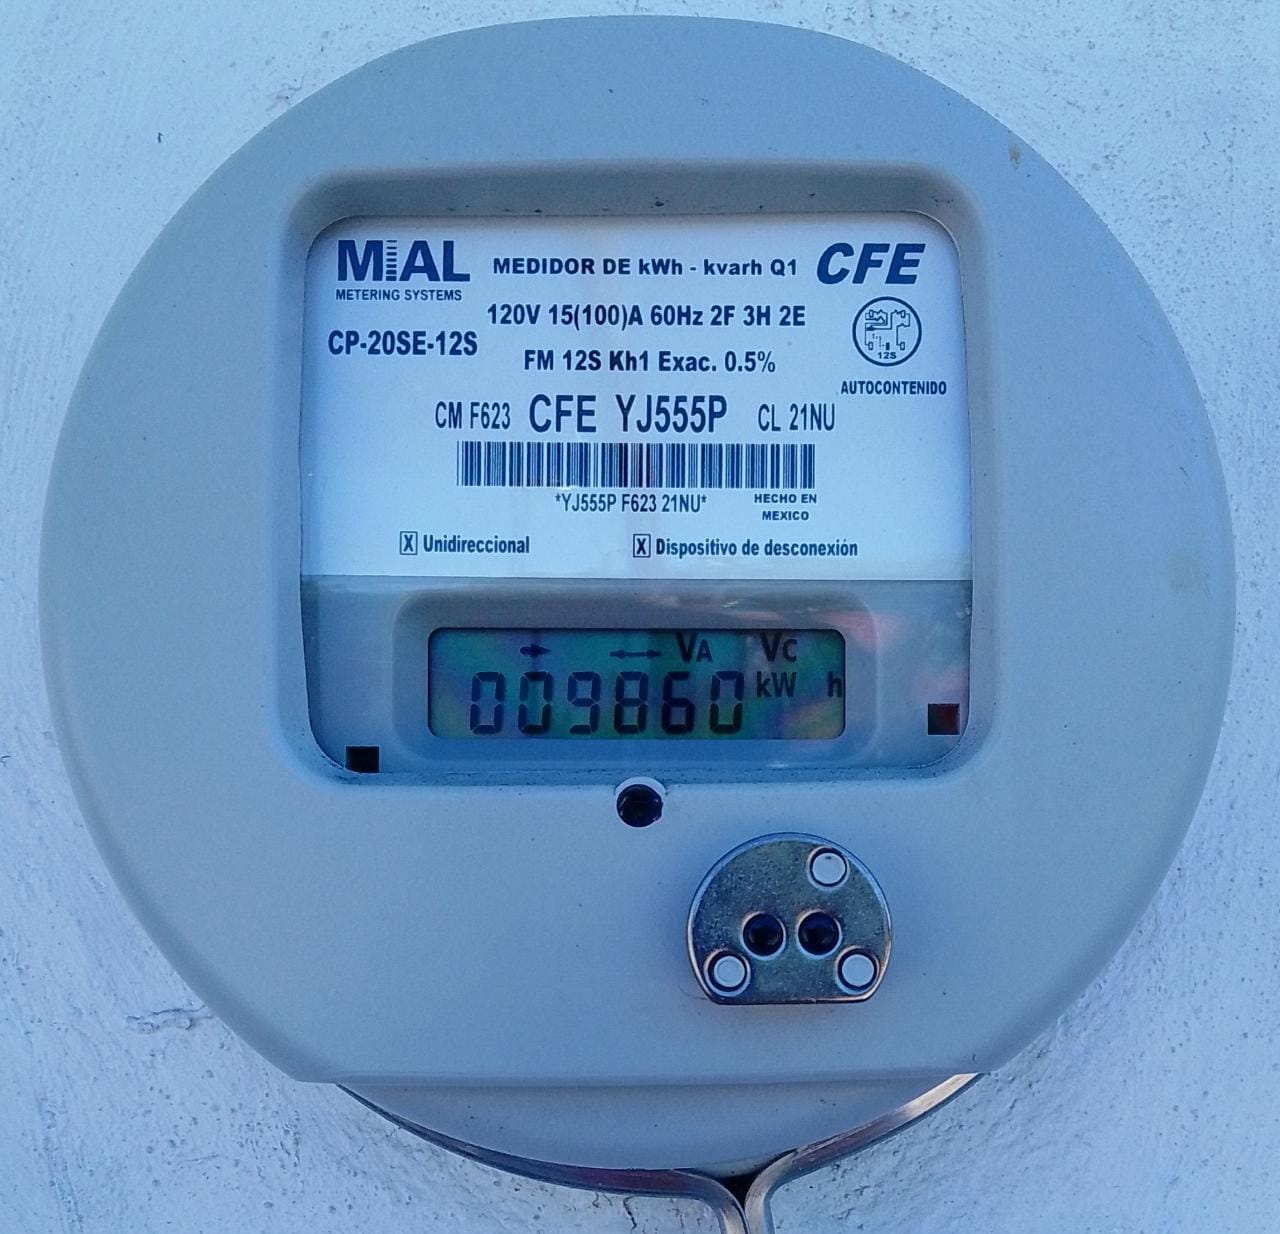 MIAL
METERING SYSTEMS
MEDIDOR DE kWh - kvarh Q1
CFE
120V 15(100)A 60Hz 2F 3H 2E
CP-20SE-12S
FM 12S Kh1 Exac. 0.5%
12S
AUTOCONTENIDO
CM F623 CFE YJ555P CL 21NU
*YJ555P F623 21NU*
HECHO EN
MEXICO
X Unidireccional
X Dispositivo de desconexión
VA VC
009860 kW h